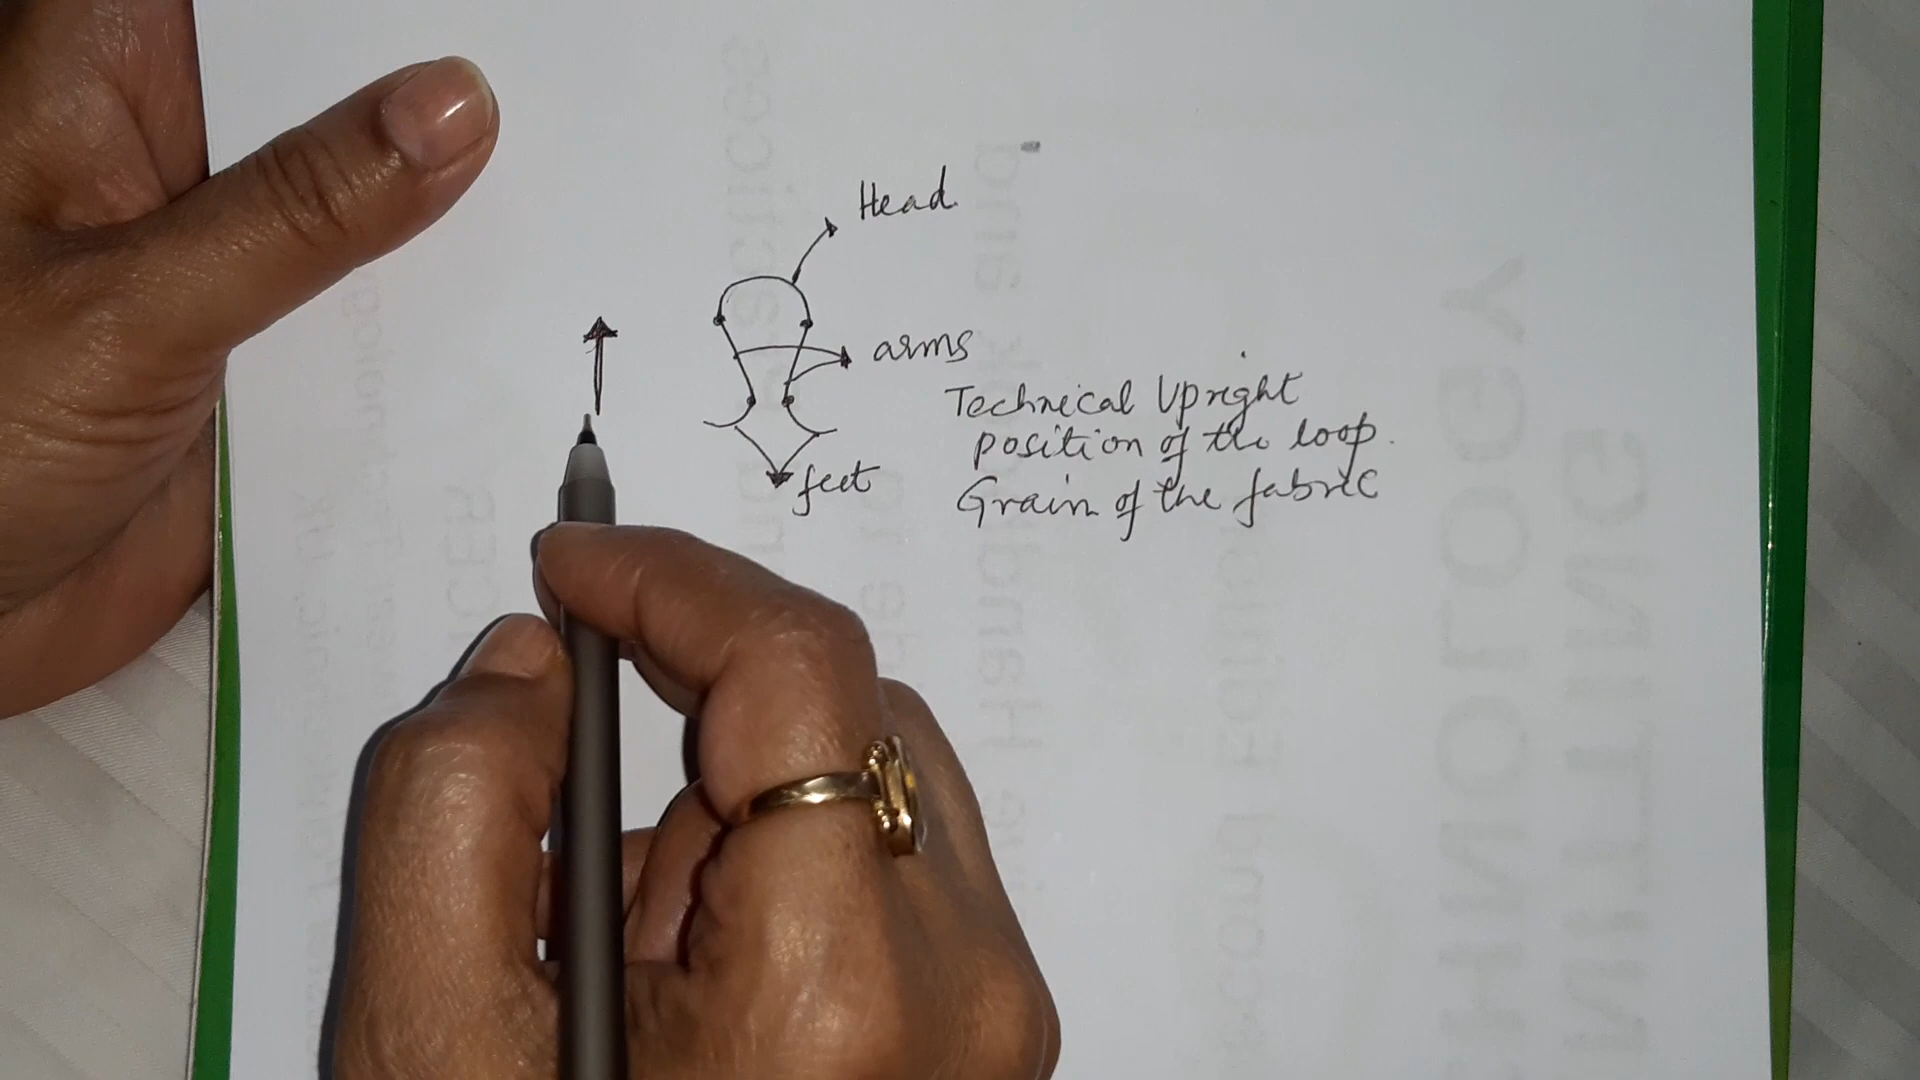 Head
arms
Technical Upright
position of the loop.
Grain of the fabric
feet